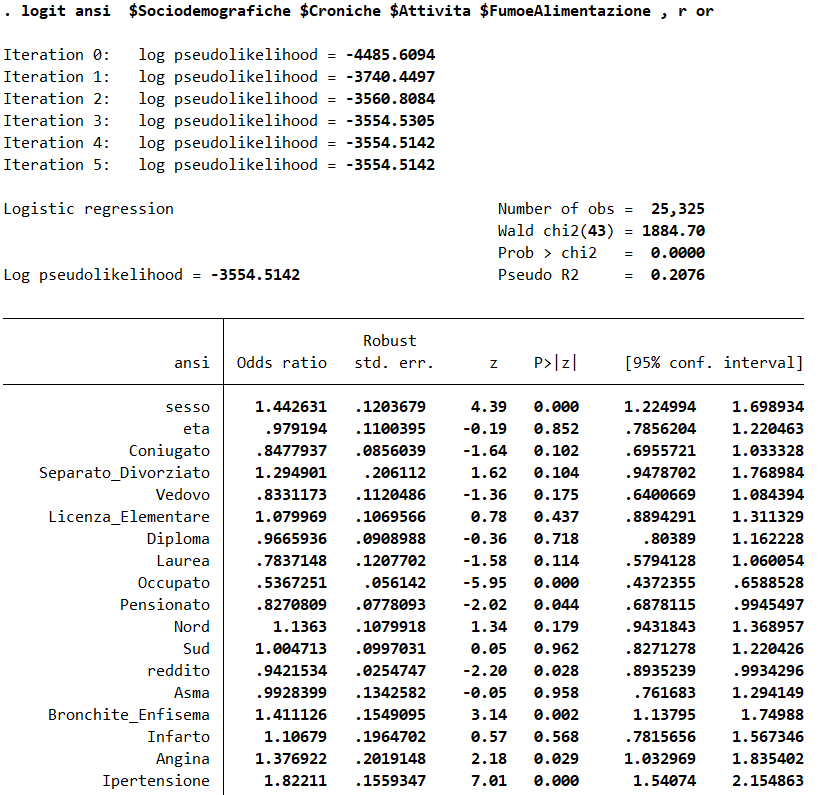 . logit ansi  $Sociodemografiche $Croniche $Attivita $FumoeAlimentazione , r or
Iteration 0:   log pseudolikelihood = -4485.6094
Iteration 1:   log pseudolikelihood = -3740.4497
Iteration 2:   log pseudolikelihood = -3560.8084
Iteration 3:   log pseudolikelihood = -3554.5305
Iteration 4:   log pseudolikelihood = -3554.5142
Iteration 5:   log pseudolikelihood = -3554.5142
Logistic regression   Number of obs =  25,325
Wald chi2(43) = 1884.70
Prob > chi2   =  0.0000
Log pseudolikelihood = -3554.5142   Pseudo R2     =  0.2076
Robust
ansi   Odds ratio   std. err.   z   P>|z|   [95% conf. interval]
sesso   1.442631   .1203679   4.39   0.000   1.224994   1.698934
eta   .979194   .1100395   -0.19   0.852   .7856204   1.220463
Coniugato   .8477937   .0856039   -1.64   0.102   .6955721   1.033328
Separato_Divorziato   1.294901   .206112   1.62   0.104   .9478702   1.768984
Vedovo   .8331173   .1120486   -1.36   0.175   .6400669   1.084394
Licenza_Elementare   1.079969   .1069566   0.78   0.437   .8894291   1.311329
Diploma   .9665936   .0908988   -0.36   0.718   .80389   1.162228
Laurea   .7837148   .1207702   -1.58   0.114   .5794128   1.060054
Occupato   .5367251   .056142   -5.95   0.000   .4372355   .6588528
Pensionato   .8270809   .0778093   -2.02   0.044   .6878115   .9945497
Nord   1.1363   .1079918   1.34   0.179   .9431843   1.368957
Sud   1.004713   .0997031   0.05   0.962   .8271278   1.220426
reddito   .9421534   .0254747   -2.20   0.028   .8935239   .9934296
Asma   .9928399   .1342582   -0.05   0.958   .761683   1.294149
Bronchite_Enfisema   1.411126   .1549095   3.14   0.002   1.13795   1.74988
Infarto   1.10679   .1964702   0.57   0.568   .7815656   1.567346
Angina   1.376922   .2019148   2.18   0.029   1.032969   1.835402
Ipertensione   1.82211   .1559347   7.01   0.000   1.54074   2.154863